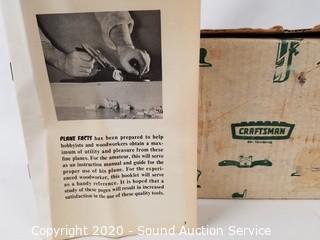 PLANE FACTS has been prepared to help
hobbyists and woodworkers obtain a max-
imum of utility and pleasure from these
fine planes. For the amateur, this will serve
as an instruction manual and guide for the
proper use of his plane. For the experi-
enced woodworker, this booklet will serve
as a handy reference. It is hoped that a
study of these pages will result in increased
satisfaction in the use of these quality tools.
3
CRAFTSMAN
Copyright 2020 - Sound Auction Service